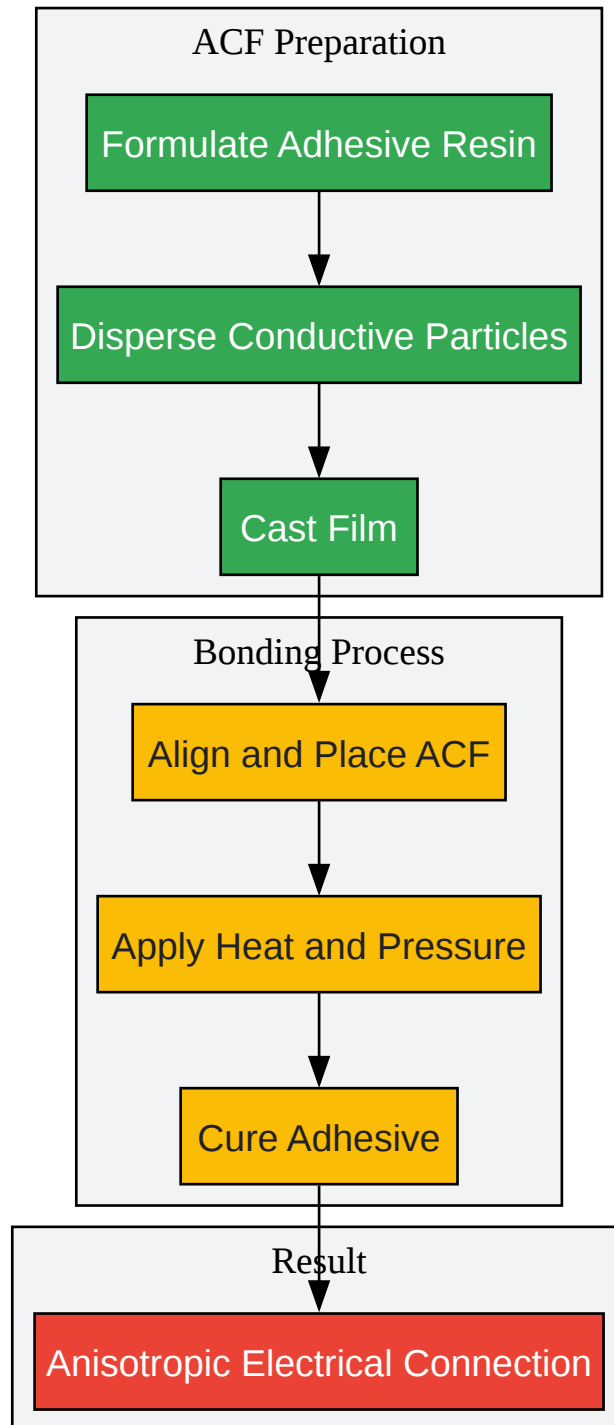 ACF Preparation
Formulate Adhesive Resin
Disperse Conductive Particles
Cast Film
Bonding Process
Align and Place ACF
Apply Heat and Pressure
Cure Adhesive
Result
Anisotropic Electrical Connection